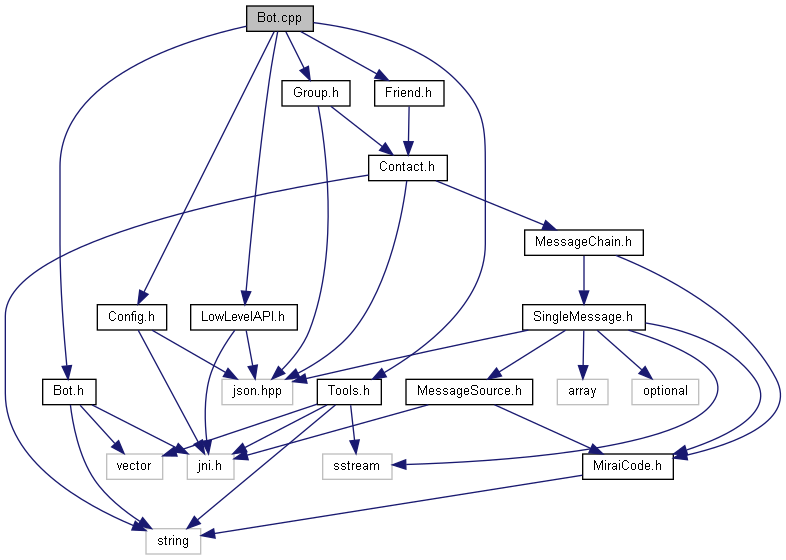 Bot.cpp
Group.h
Friend.h
Contact.h
MessageChain.h
Config.h
LowLevelAPI.h
SingleMessage.h
Bot.h
json.hpp
Tools.h
MessageSource.h
array
optional
vector
jni.h
sstream
MiraiCode.h
string